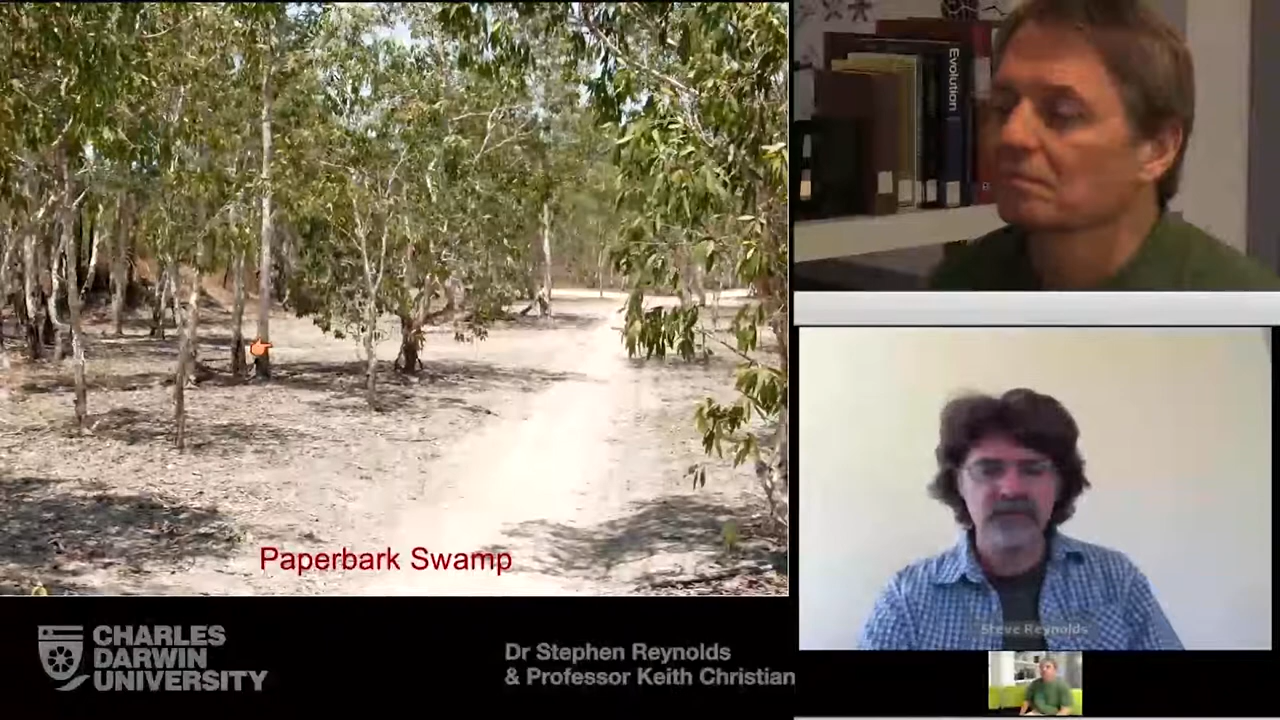 Evolution
Paperbark Swamp
Steve Reynolds
CHARLES
DARWIN
UNIVERSITY
Dr Stephen Reynolds
& Professor Keith Christian